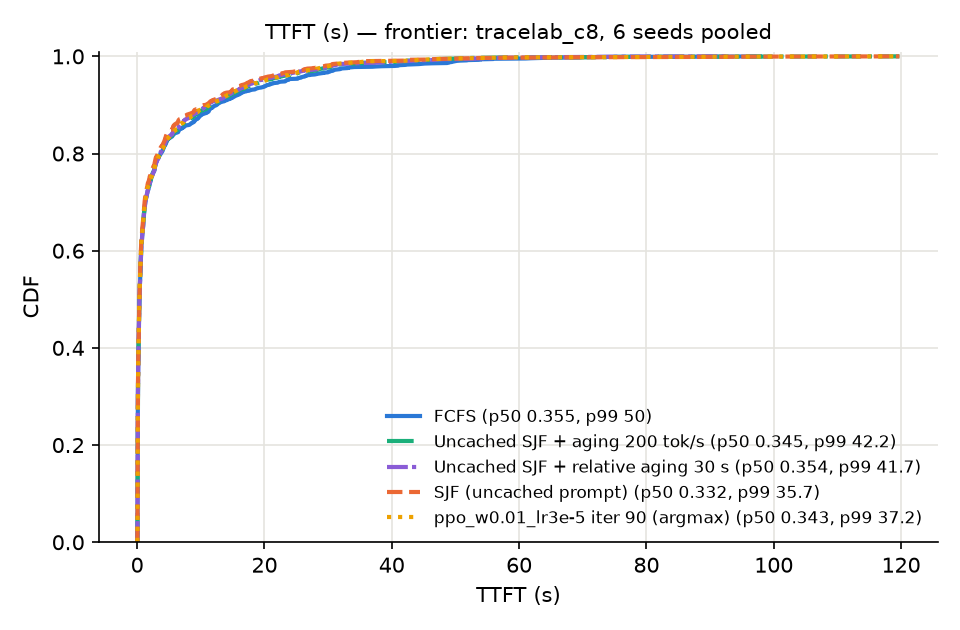 TTFT (s) — frontier: tracelab_c8, 6 seeds pooled
1.0
0.8
0.6
0.4
0.2
0.0
CDF
FCFS (p50 0.355, p99 50)
Uncached SJF + aging 200 tok/s (p50 0.345, p99 42.2)
Uncached SJF + relative aging 30 s (p50 0.354, p99 41.7)
SJF (uncached prompt) (p50 0.332, p99 35.7)
ppo_w0.01_lr3e-5 iter 90 (argmax) (p50 0.343, p99 37.2)
0 20 40 60 80 100 120
TTFT (s)